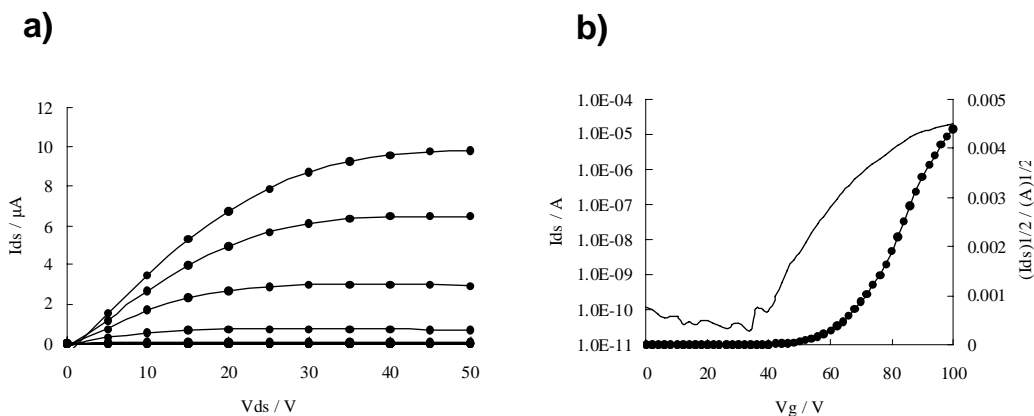 a)
12
10
8
6
4
2
0
Ids / μA
0 10 20 30 40 50
Vds / V
b)
1.0E-04
1.0E-05
1.0E-06
1.0E-07
1.0E-08
1.0E-09
1.0E-10
1.0E-11
Ids / A
0.005
0.004
0.003
0.002
0.001
0
(Ids)1/2 / (A)1/2
0 20 40 60 80 100
Vg / V